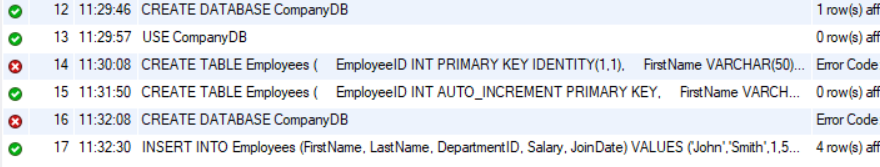 12 11:29:46 CREATE DATABASE CompanyDB 1 row(s) aff
13 11:29:57 USE CompanyDB 0 row(s) aff
14 11:30:08 CREATE TABLE Employees ( EmployeeID INT PRIMARY KEY IDENTITY(1,1), FirstName VARCHAR(50)... Error Code
15 11:31:50 CREATE TABLE Employees ( EmployeeID INT AUTO_INCREMENT PRIMARY KEY, FirstName VARCH... 0 row(s) aff
16 11:32:08 CREATE DATABASE CompanyDB Error Code
17 11:32:30 INSERT INTO Employees (FirstName, LastName, DepartmentID, Salary, JoinDate) VALUES ('John','Smith',1,5... 4 row(s) aff